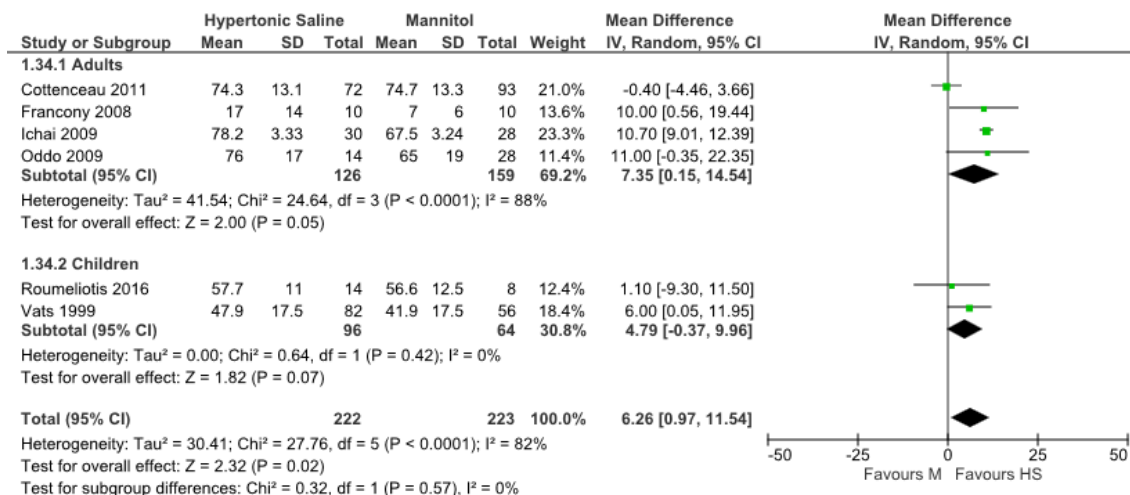 Hypertonic Saline Mannitol Mean Difference Mean Difference
Study or Subgroup Mean SD Total Mean SD Total Weight IV, Random, 95% CI IV, Random, 95% CI
1.34.1 Adults
Cottenceau 2011 74.3 13.1 72 74.7 13.3 93 21.0% -0.40 [-4.46, 3.66]
Francony 2008 17 14 10 7 6 10 13.6% 10.00 [0.56, 19.44]
Ichai 2009 78.2 3.33 30 67.5 3.24 28 23.3% 10.70 [9.01, 12.39]
Oddo 2009 76 17 14 65 19 28 11.4% 11.00 [-0.35, 22.35]
Subtotal (95% CI) 126 159 69.2% 7.35 [0.15, 14.54]
Heterogeneity: Tau² = 41.54; Chi² = 24.64, df = 3 (P < 0.0001); I² = 88%
Test for overall effect: Z = 2.00 (P = 0.05)
1.34.2 Children
Roumeliotis 2016 57.7 11 14 56.6 12.5 8 12.4% 1.10 [-9.30, 11.50]
Vats 1999 47.9 17.5 82 41.9 17.5 56 18.4% 6.00 [0.05, 11.95]
Subtotal (95% CI) 96 64 30.8% 4.79 [-0.37, 9.96]
Heterogeneity: Tau² = 0.00; Chi² = 0.64, df = 1 (P = 0.42); I² = 0%
Test for overall effect: Z = 1.82 (P = 0.07)
Total (95% CI) 222 223 100.0% 6.26 [0.97, 11.54]
Heterogeneity: Tau² = 30.41; Chi² = 27.76, df = 5 (P < 0.0001); I² = 82%
Test for overall effect: Z = 2.32 (P = 0.02)
Test for subgroup differences: Chi² = 0.32, df = 1 (P = 0.57), I² = 0%
-50 -25 0 25 50
Favours M Favours HS